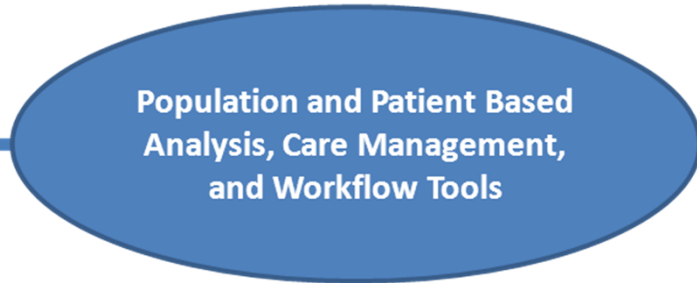 Population and Patient Based
Analysis, Care Management,
and Workflow Tools